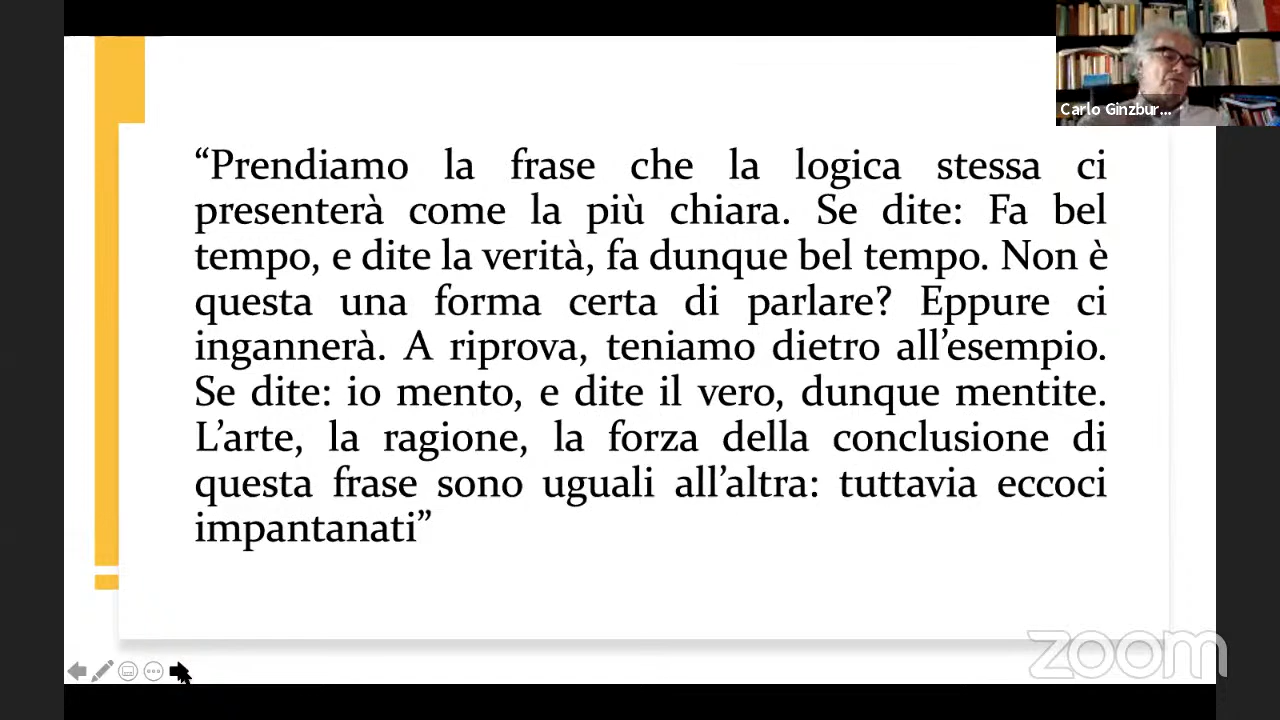 Carlo Ginzbur...
“Prendiamo la frase che la logica stessa ci
presenterà come la più chiara. Se dite: Fa bel
tempo, e dite la verità, fa dunque bel tempo. Non è
questa una forma certa di parlare? Eppure ci
ingannerà. A riprova, teniamo dietro all’esempio.
Se dite: io mento, e dite il vero, dunque mentite.
L’arte, la ragione, la forza della conclusione di
questa frase sono uguali all’altra: tuttavia eccoci
impantanati”
zoom